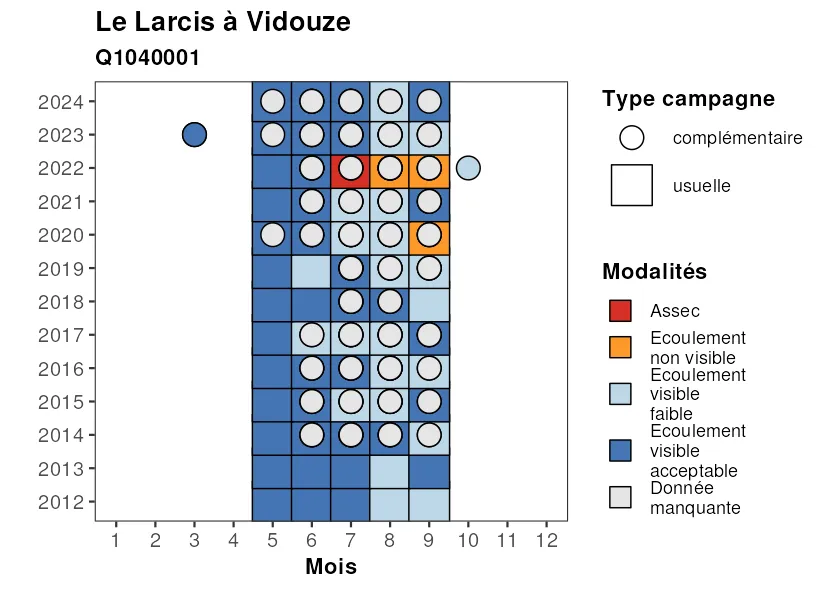 Le Larcis à Vidouze
Q1040001
2024
2023
2022
2021
2020
2019
2018
2017
2016
2015
2014
2013
2012
1 2 3 4 5 6 7 8 9 10 11 12
Mois
Type campagne
complémentaire
usuelle
Modalités
Assec
Ecoulement
non visible
Ecoulement
visible
faible
Ecoulement
visible
acceptable
Donnée
manquante